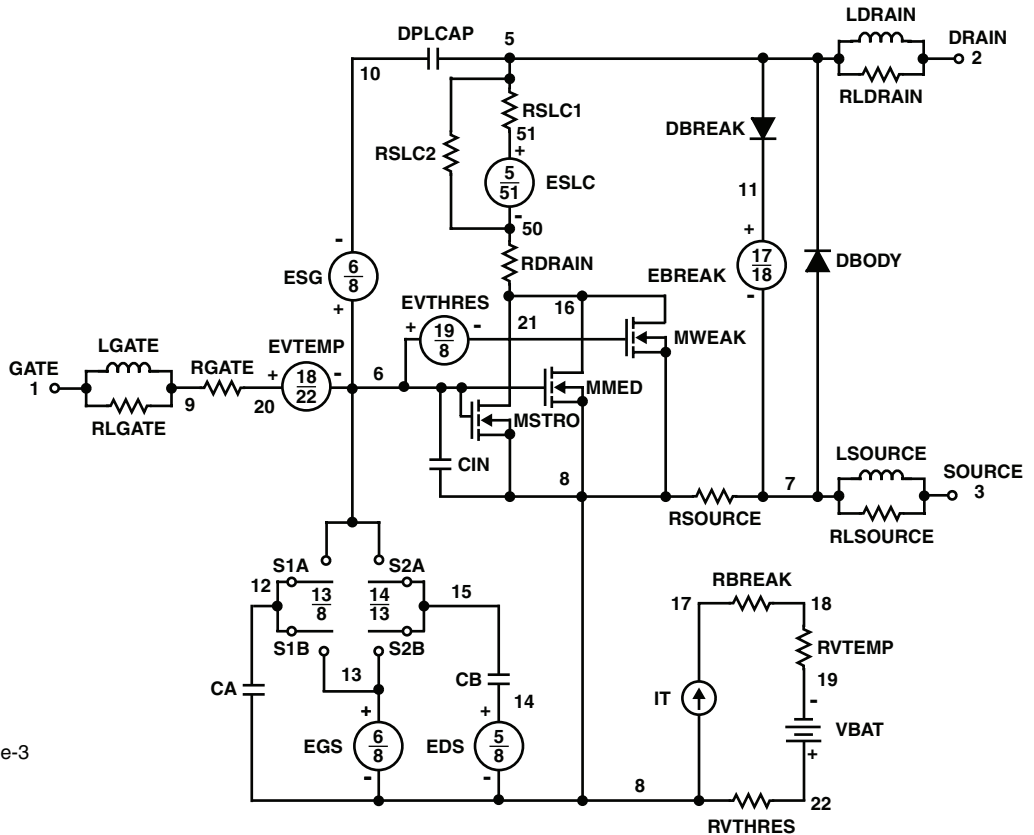 LDRAIN
DPLCAP
5
DRAIN
2
10
RLDRAIN
RSLC1
DBREAK
51
+
RSLC2
5
51
ESLC
11
-
50
-
+
RDRAIN
17
18
DBODY
6
8
EBREAK
ESG
EVTHRES
16
-
+
+
19
8
-
21
MWEAK
LGATE
EVTEMP
GATE
1
RGATE
+
18
22
-
6
MMED
9
20
MSTRO
RLGATE
LSOURCE
CIN
8
7
SOURCE
3
RSOURCE
RLSOURCE
S1A
S2A
12
13
8
14
13
15
RBREAK
17
18
S1B
S2B
RVTEMP
13
CB
19
CA
14
IT
-
+
+
VBAT
EGS
6
8
EDS
5
8
+
e-3
-
-
8
22
RVTHRES